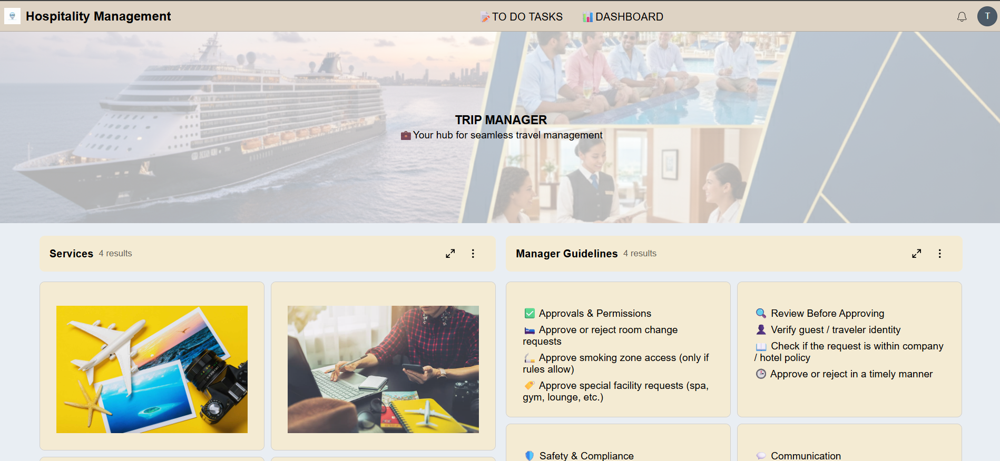 Hospitality Management
TO DO TASKS
DASHBOARD
T
TRIP MANAGER
Your hub for seamless travel management
Services 4 results
Manager Guidelines 4 results
Approvals & Permissions
Approve or reject room change
requests
Approve smoking zone access (only if
rules allow)
Approve special facility requests (spa,
gym, lounge, etc.)
Review Before Approving
Verify guest / traveler identity
Check if the request is within company
/ hotel policy
Approve or reject in a timely manner
Safety & Compliance
Communication